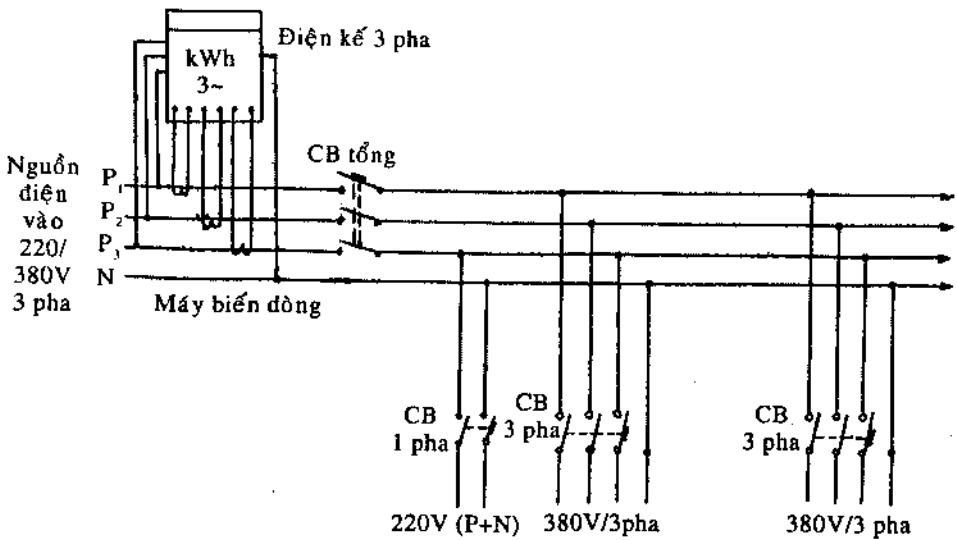 Điện kế 3 pha
kWh
3~
CB tổng
Nguồn
điện
vào
220/
380V
3 pha
P1
P2
P3
N
Máy biến dòng
CB
1 pha
CB
3 pha
CB
3 pha
220V (P+N)
380V/3pha
380V/3 pha